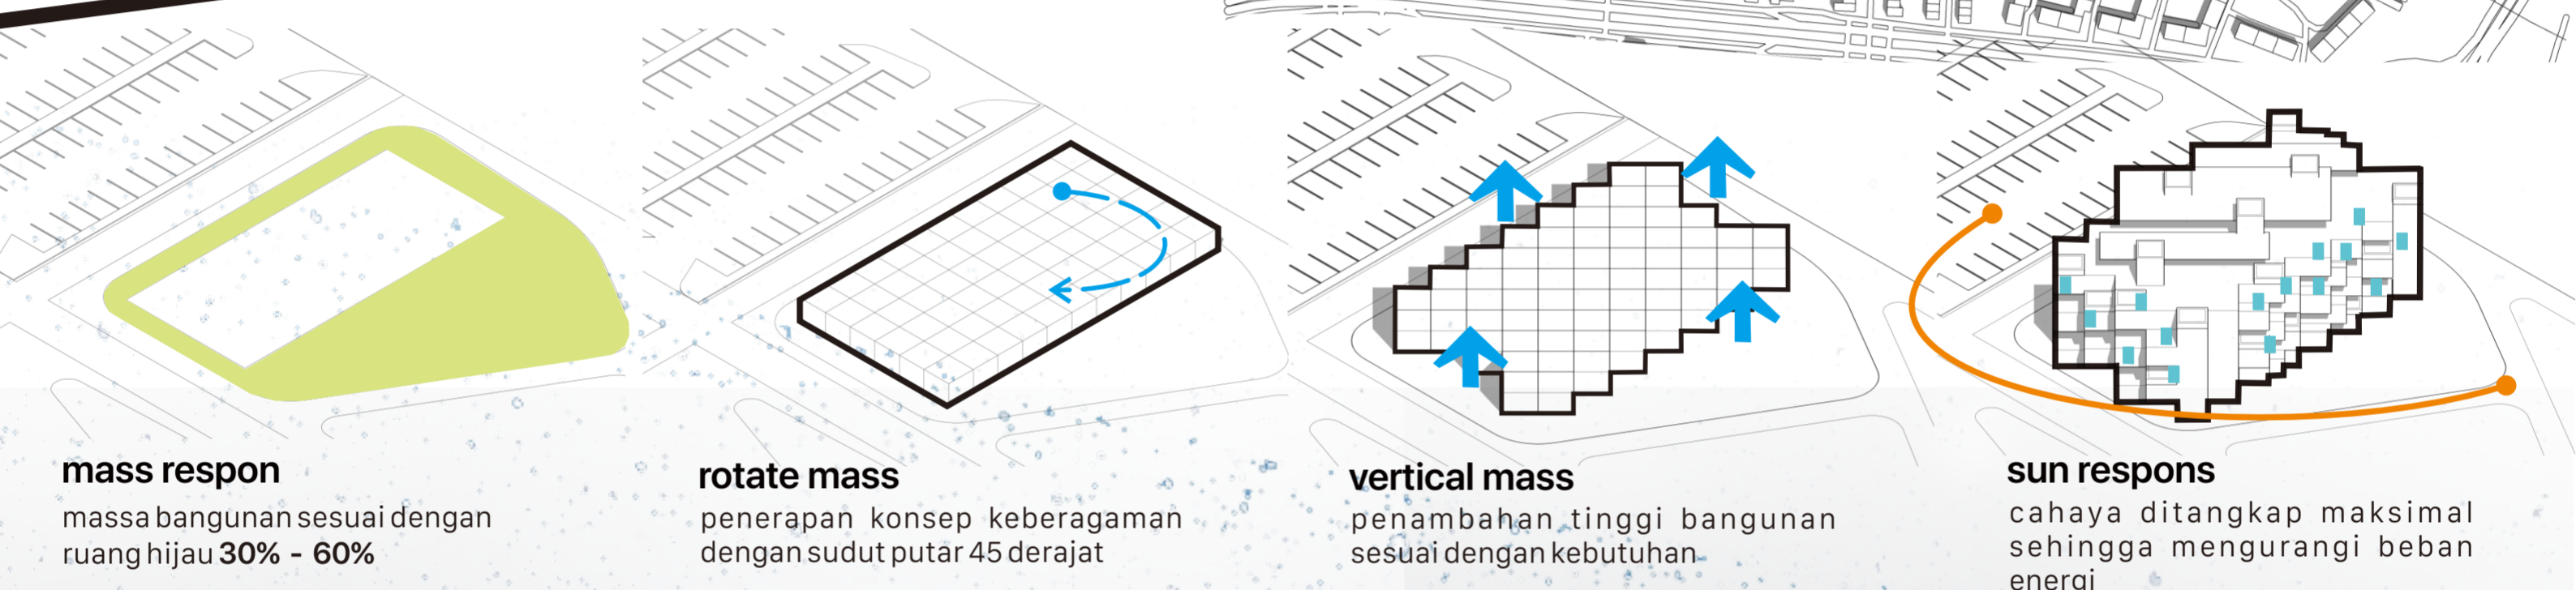 mass respon
massa bangunan sesuai dengan
ruang hijau 30% - 60%
rotate mass
penerapan konsep keberagaman
dengan sudut putar 45 derajat
vertical mass
penambahan tinggi bangunan
sesuai dengan kebutuhan
sun respons
cahaya ditangkap maksimal
sehingga mengurangi beban
energi